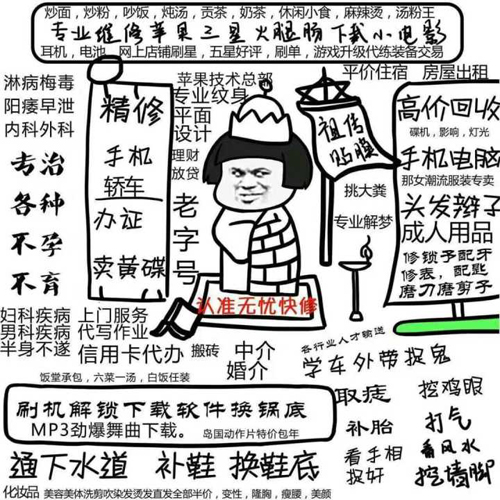 炒面，炒粉，吵饭，炖汤，贡茶，奶茶，休闲小食，麻辣烫，汤粉王
专业维修苹果三星火腿肠下载小电影
耳机，电池，网上店铺刷星，五星好评，刷单，游戏升级代练装备交易
平价住宿 房屋出租
淋病梅毒
阳痿早泄
内科外科
专治
各种
不孕
不育
精修
手机
轿车
办证
卖黄碟
苹果技术总部
专业纹身
平面
设计
理财
放贷
老字号
祖传
贴膜
挑大粪
专业解梦
高价回收
碟机，影响，灯光
手机电脑
那女潮流服装专卖
头发辫子
成人用品
修锁子配牙
修表，配匙
磨刀磨剪子
认准无忧快修
妇科疾病 上门服务
男科疾病 代写作业
半身不遂 信用卡代办
搬砖
中介
婚介
各行业人才输送
学车外带捉鬼
饭堂承包，六菜一汤，白饭任装
刷机解锁下载软件换锅底
MP3劲爆舞曲下载。
岛国动作片特价包年
取痣
补胎
看手相
捉奸
挖鸡眼
打气
看风水
挖墙脚
通下水道 补鞋 换鞋底
化妆品 美容美体洗剪吹染发烫发直发全部半价，变性，隆胸，瘦腰，美颜